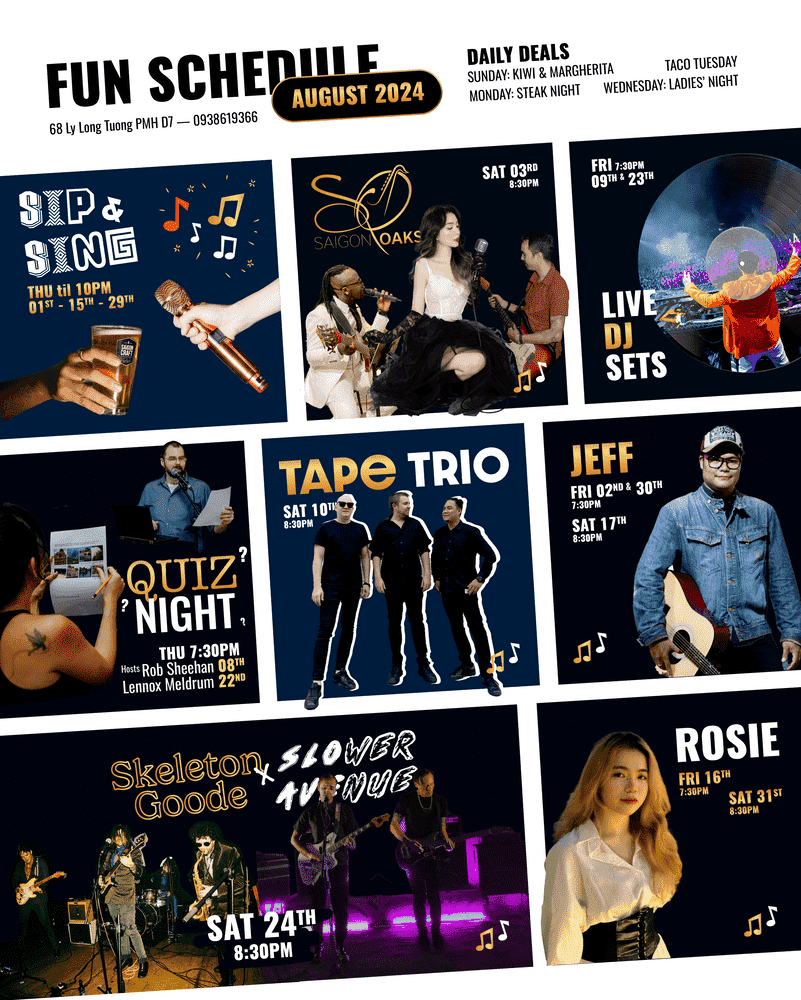 FUN SCHEDULE
AUGUST 2024
68 Ly Long Tuong PMH D7 — 0938619366
DAILY DEALS
SUNDAY: KIWI & MARGHERITA
TACO TUESDAY
MONDAY: STEAK NIGHT
WEDNESDAY: LADIES' NIGHT
SIP &
SING
THU til 10PM
01ST - 15TH - 29TH
SAIGON
CRAFT
SO
SAIGON OAKS
SAT 03RD
8:30PM
FRI 7:30PM
09TH & 23TH
LIVE
DJ
SETS
QUIZ
NIGHT
? ? ?
THU 7:30PM
Hosts Rob Sheehan 08TH
Lennox Meldrum 22ND
TAPE TRIO
SAT 10TH
8:30PM
JEFF
FRI 02ND & 30TH
7:30PM
SAT 17TH
8:30PM
Skeleton
Goode
X
SLOWER
AVENUE
SAT 24TH
8:30PM
ROSIE
FRI 16TH
7:30PM
SAT 31ST
8:30PM